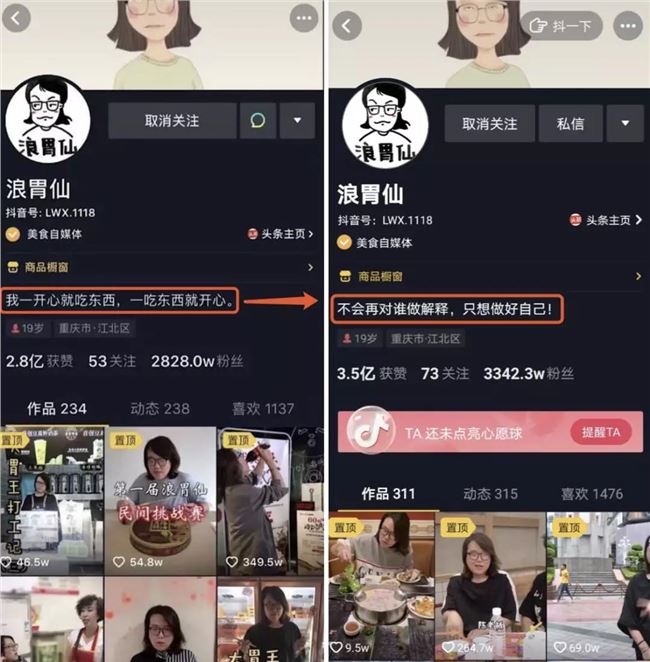 浪胃仙
取消关注
浪胃仙
抖音号: LWX.1118
美食自媒体
头条主页
商品橱窗
我一开心就吃东西，一吃东西就开心。
19岁
重庆市·江北区
2.8亿 获赞 53 关注 2828.0w 粉丝
作品 234 动态 238 喜欢 1137
置顶
大胃王打工记
46.5w
置顶
第一届浪胃仙
民间挑战赛
54.8w
置顶
349.5w
抖一下
浪胃仙
取消关注
私信
浪胃仙
抖音号: LWX.1118
头条主页
美食自媒体
商品橱窗
不会再对谁做解释，只想做好自己！
19岁
重庆市·江北区
3.5亿 获赞 73 关注 3342.3w 粉丝
TA 还未点亮心愿球
提醒TA
作品 311 动态 315 喜欢 1476
置顶
9.5w
置顶
264.7w
置顶
69.0w